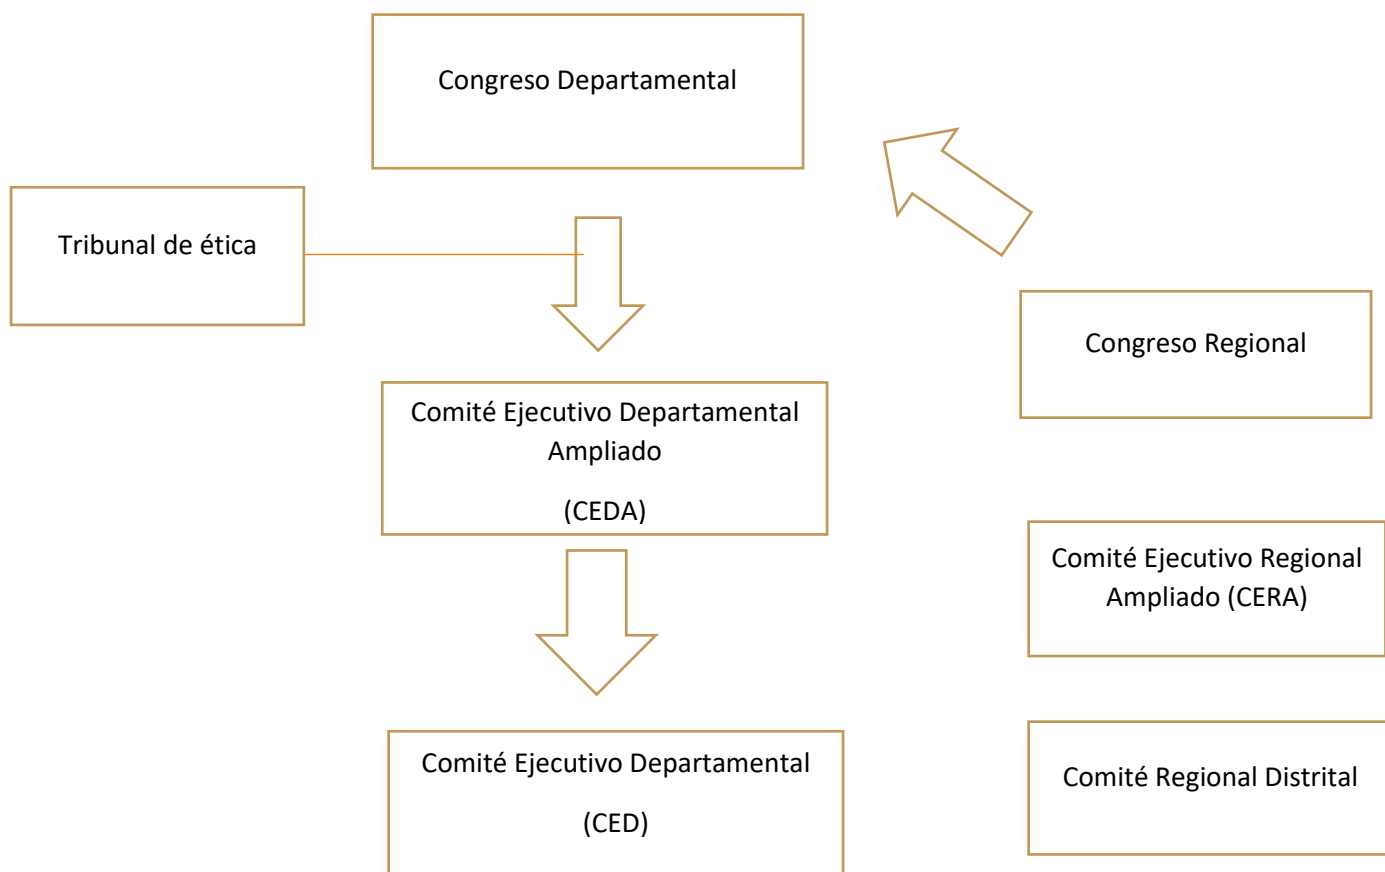 Congreso Departamental
Tribunal de ética
Congreso Regional
Comité Ejecutivo Departamental
Ampliado
(CEDA)
Comité Ejecutivo Regional
Ampliado (CERA)
Comité Ejecutivo Departamental
(CED)
Comité Regional Distrital